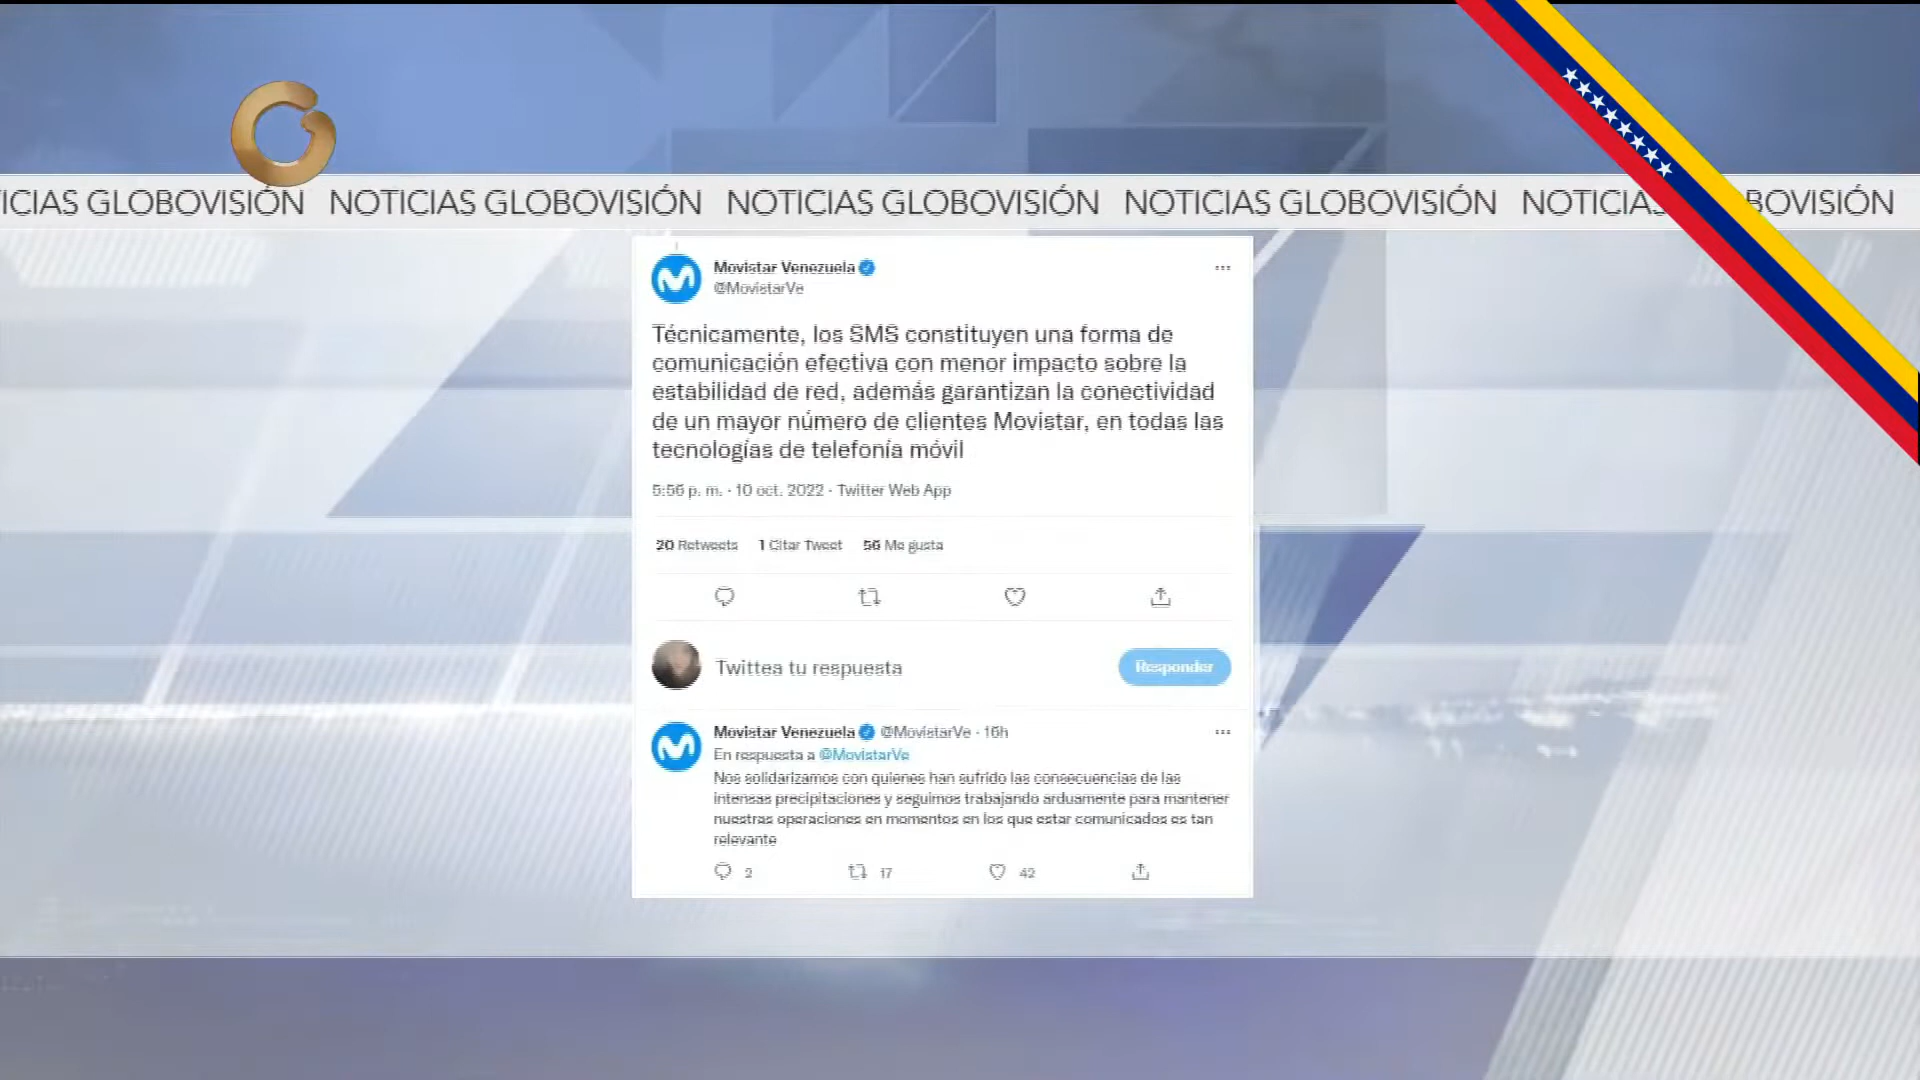 ICIAS GLOBOVISIÓN NOTICIAS GLOBOVISIÓN NOTICIAS GLOBOVISIÓN NOTICIAS GLOBOVISIÓN NOTICIAS BOVISIÓN
Movistar Venezuela
@MovistarVe
Técnicamente, los SMS constituyen una forma de
comunicación efectiva con menor impacto sobre la
estabilidad de red, además garantizan la conectividad
de un mayor número de clientes Movistar, en todas las
tecnologías de telefonía móvil
5:56 p. m. · 10 oct. 2022 · Twitter Web App
20 Retweets 1 Citar Tweet 56 Me gusta
Twittea tu respuesta
Responder
Movistar Venezuela @MovistarVe · 16h
En respuesta a @MovistarVe
Nos solidarizamos con quienes han sufrido las consecuencias de las
intensas precipitaciones y seguimos trabajando arduamente para mantener
nuestras operaciones en momentos en los que estar comunicados es tan
relevante
2 17 42